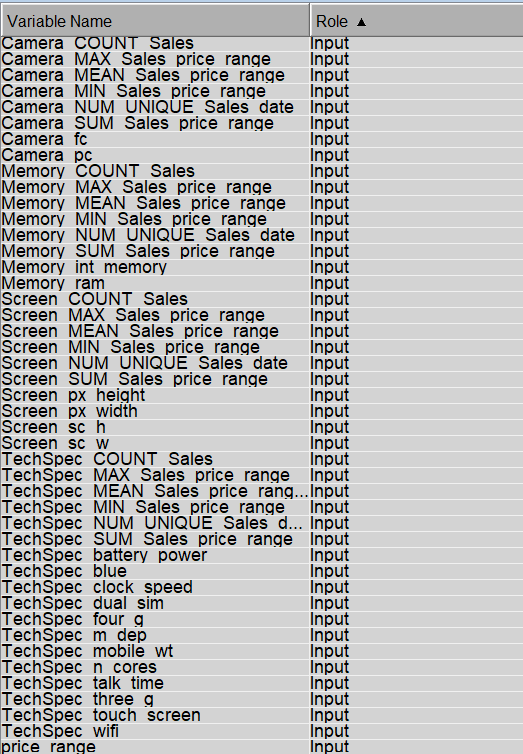 Variable Name Role ▲
Camera COUNT Sales Input
Camera MAX Sales price range Input
Camera MEAN Sales price range Input
Camera MIN Sales price range Input
Camera NUM UNIQUE Sales date Input
Camera SUM Sales price range Input
Camera fc Input
Camera pc Input
Memory COUNT Sales Input
Memory MAX Sales price range Input
Memory MEAN Sales price range Input
Memory MIN Sales price range Input
Memory NUM UNIQUE Sales date Input
Memory SUM Sales price range Input
Memory int memory Input
Memory ram Input
Screen COUNT Sales Input
Screen MAX Sales price range Input
Screen MEAN Sales price range Input
Screen MIN Sales price range Input
Screen NUM UNIQUE Sales date Input
Screen SUM Sales price range Input
Screen px height Input
Screen px width Input
Screen sc h Input
Screen sc w Input
TechSpec COUNT Sales Input
TechSpec MAX Sales price range Input
TechSpec MEAN Sales price rang... Input
TechSpec MIN Sales price range Input
TechSpec NUM UNIQUE Sales d... Input
TechSpec SUM Sales price range Input
TechSpec battery power Input
TechSpec blue Input
TechSpec clock speed Input
TechSpec dual sim Input
TechSpec four g Input
TechSpec m dep Input
TechSpec mobile wt Input
TechSpec n cores Input
TechSpec talk time Input
TechSpec three g Input
TechSpec touch screen Input
TechSpec wifi Input
price range Input